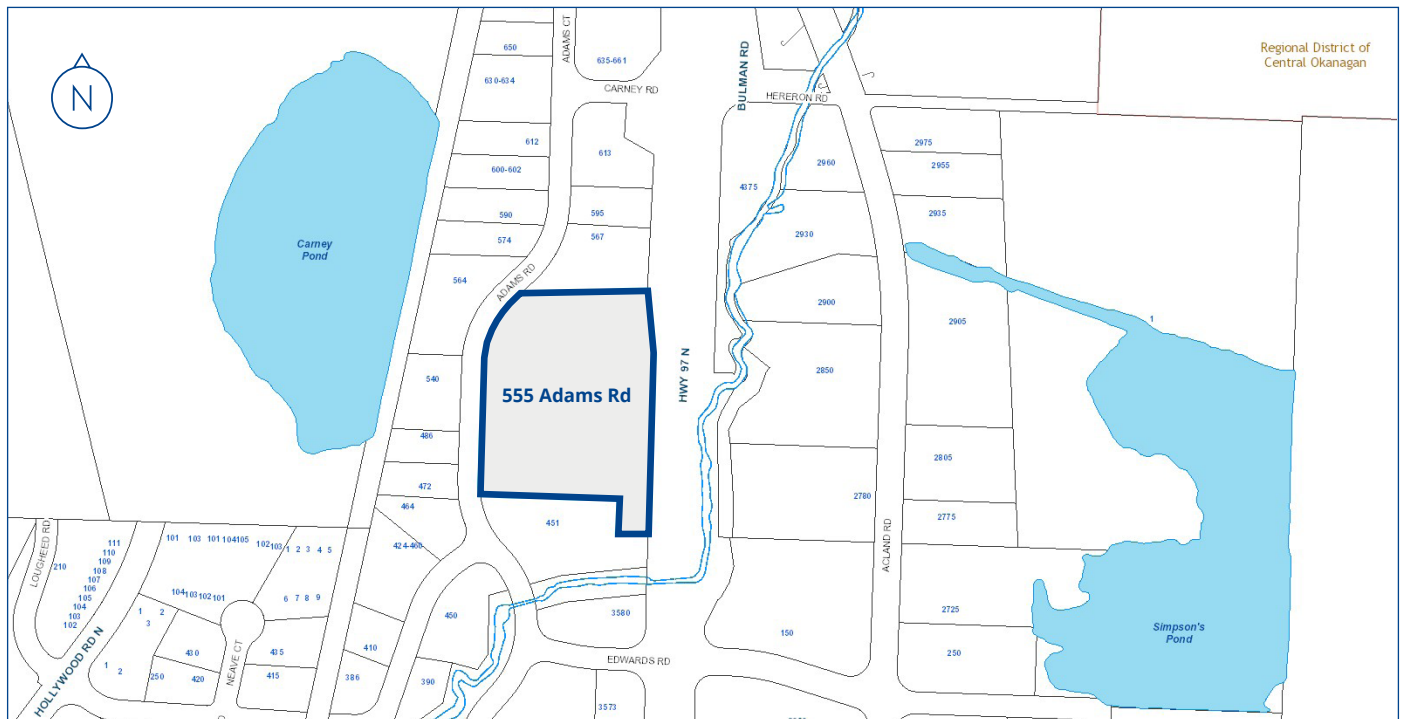 ADAMS CT
Regional District of
Central Okanagan
650
635-661
BULMAN RD
630-634
CARNEY RD
N
HERERON RD
612
613
2975
2960
2955
600-602
4375
590
595
2935
574
567
2930
Carney
Pond
564
ADAMS RD
2900
2905
1
540
HWY 97 N
2850
555 Adams Rd
486
2805
472
464
2780
2775
451
424-460
ACLAND RD
LOUGHEED RD
210
111
110
109
108
107
106
105
104
103
102
101 103 101 104 105 102 103 1 2 3 4 5
104 103 102 101
6 7 8 9
1 2
3
1
2
HOLLYWOOD RD N
430
250
420
NEAVE CT
435
415
410
386
450
390
3580
EDWARDS RD
3573
150
2725
250
Simpson's
Pond